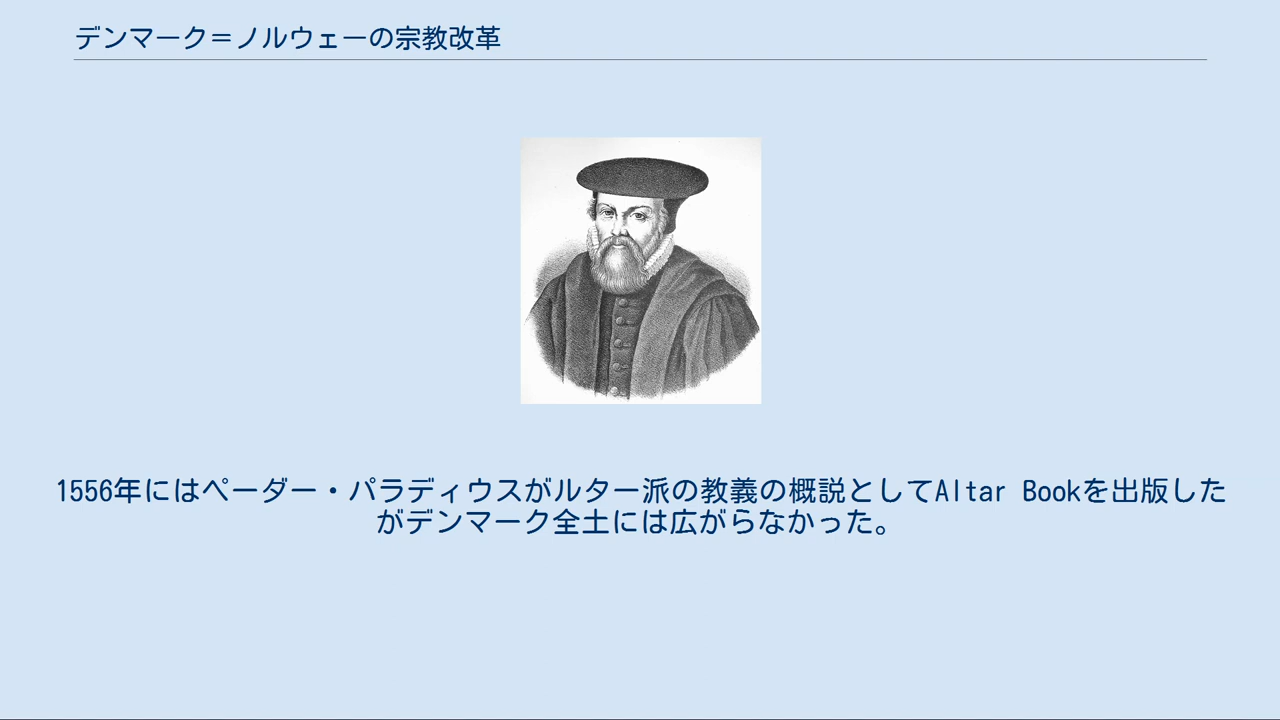 デンマーク＝ノルウェーの宗教改革
1556年にはペーダー・パラディウスがルター派の教義の概説としてAltar Bookを出版した
がデンマーク全土には広がらなかった。